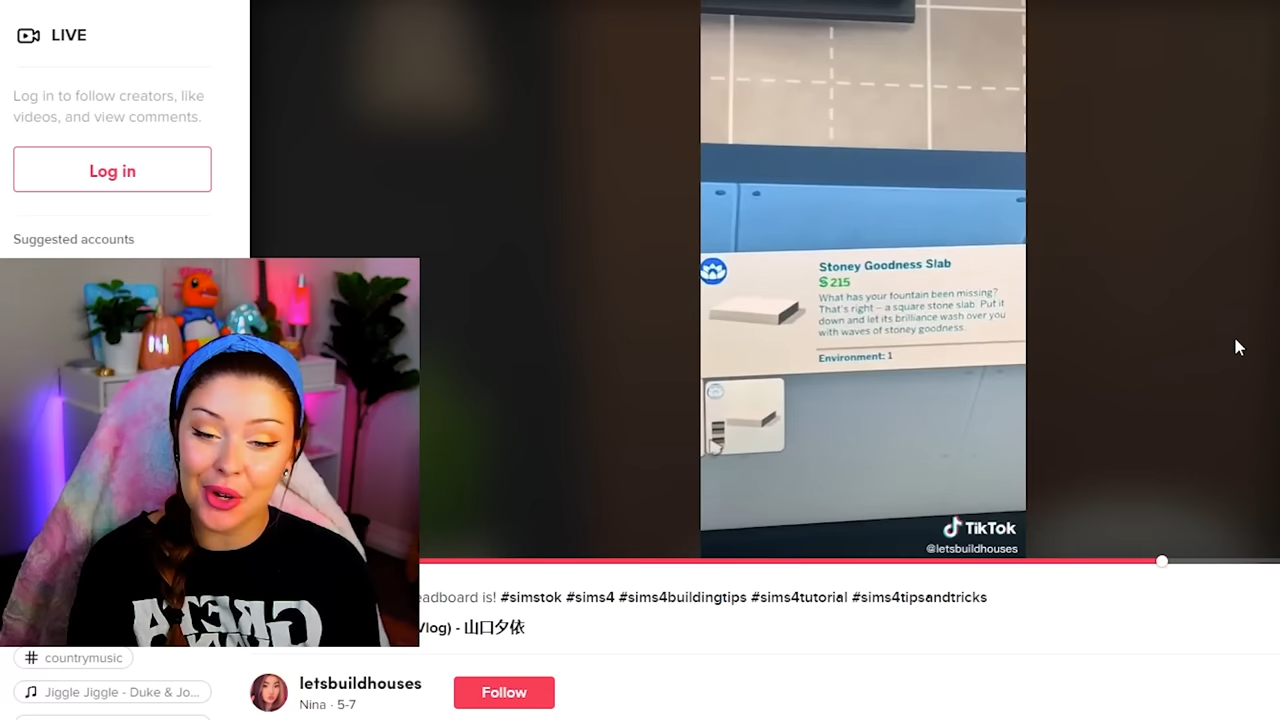 LIVE
Log in to follow creators, like
videos, and view comments.
Log in
Suggested accounts
Stoney Goodness Slab
§215
What has your fountain been missing?
That's right – a square stone slab. Put it
down and let its brilliance wash over you
with waves of stoney goodness.
Environment: 1
TikTok
@letsbuildhouses
is! #simstok #sims4 #sims4buildingtips #sims4tutorial #sims4tipsandtricks
Vlog) - 山口夕依
GRETA
# countrymusic
Jiggle Jiggle - Duke & Jo...
letsbuildhouses
Nina · 5-7
Follow